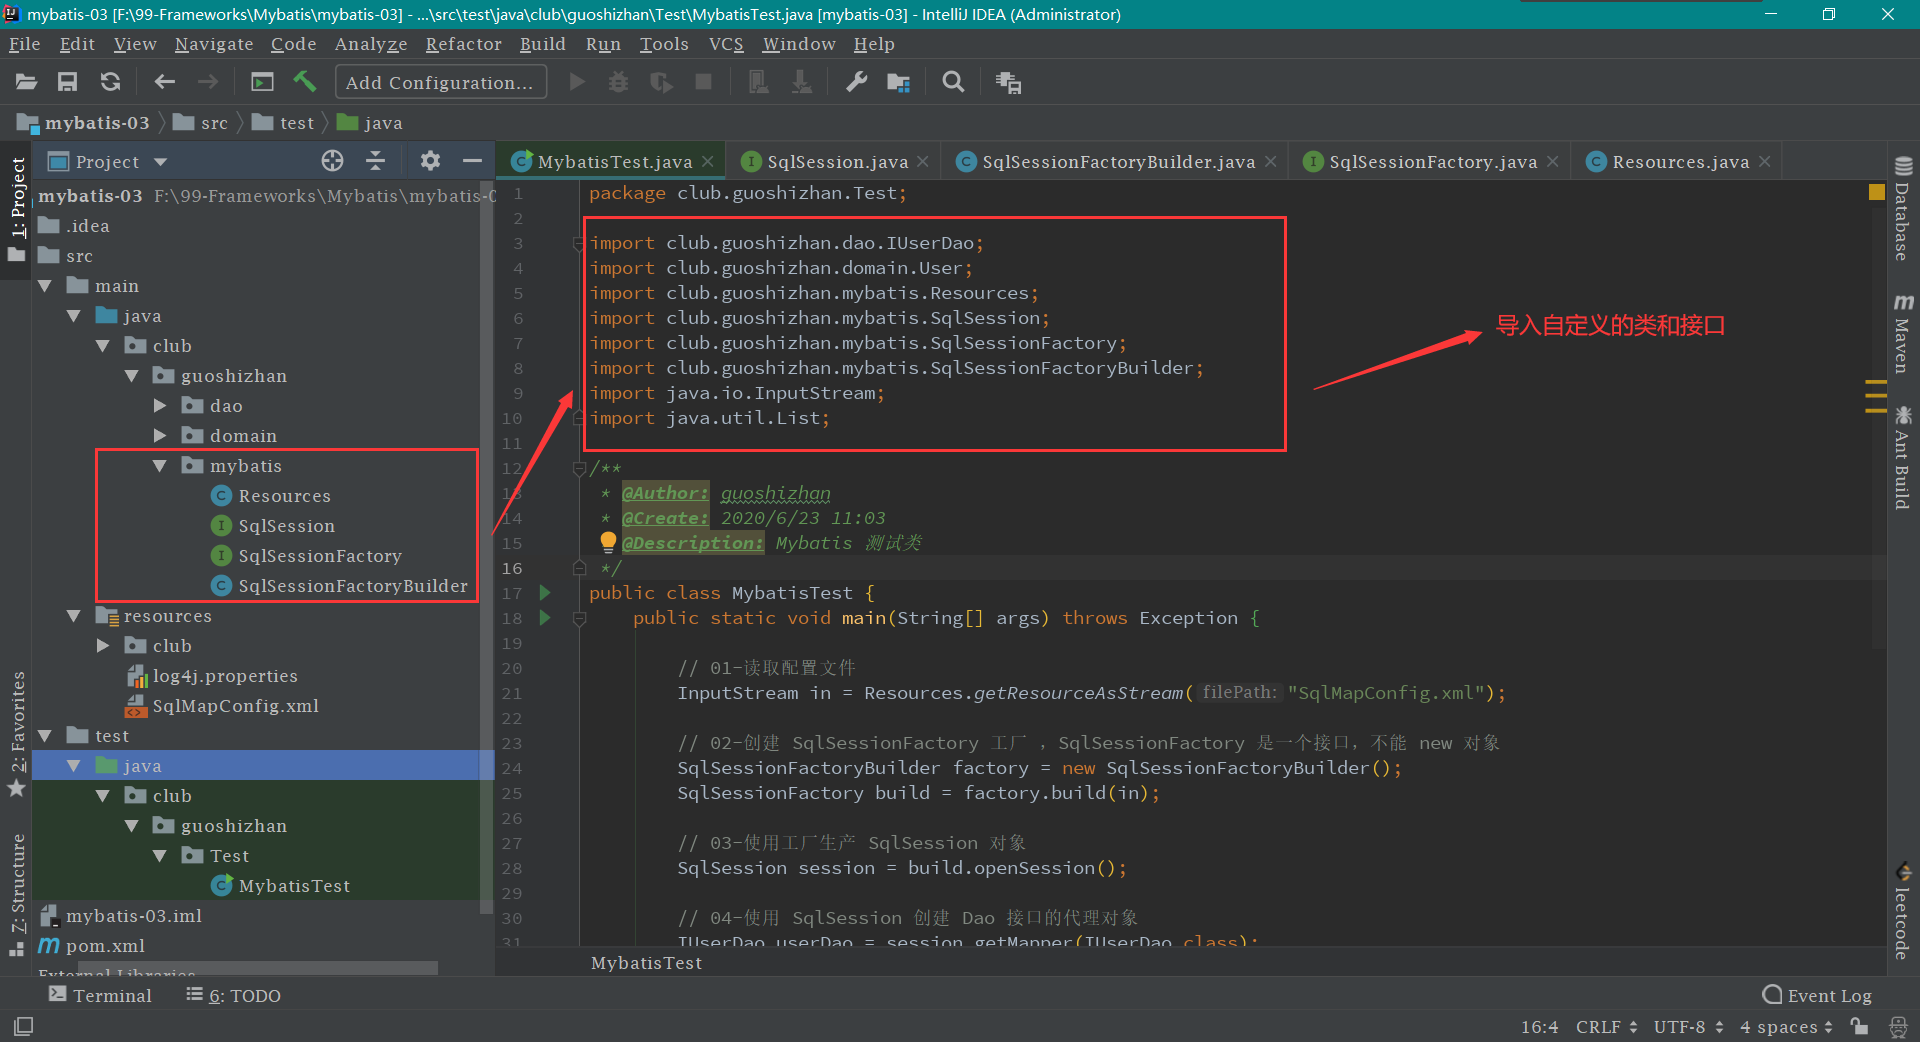 mybatis-03 [F:\99-Frameworks\Mybatis\mybatis-03] - ...\src\test\java\club\guoshizhan\Test\MybatisTest.java [mybatis-03] - IntelliJ IDEA (Administrator)
File Edit View Navigate Code Analyze Refactor Build Run Tools VCS Window Help
Add Configuration...
mybatis-03 src test java
Project
MybatisTest.java SqlSession.java SqlSessionFactoryBuilder.java SqlSessionFactory.java Resources.java
1: Project
2: Favorites
Z: Structure
mybatis-03 F:\99-Frameworks\Mybatis\mybatis-0
.idea
src
main
java
club
guoshizhan
dao
domain
mybatis
Resources
SqlSession
SqlSessionFactory
SqlSessionFactoryBuilder
resources
club
log4j.properties
SqlMapConfig.xml
test
java
club
guoshizhan
Test
MybatisTest
mybatis-03.iml
pom.xml
External Libraries
1 package club.guoshizhan.Test;
2
3 import club.guoshizhan.dao.IUserDao;
4 import club.guoshizhan.domain.User;
5 import club.guoshizhan.mybatis.Resources;
6 import club.guoshizhan.mybatis.SqlSession;
7 import club.guoshizhan.mybatis.SqlSessionFactory;
8 import club.guoshizhan.mybatis.SqlSessionFactoryBuilder;
9 import java.io.InputStream;
10 import java.util.List;
11
12 /**
13 * @Author: guoshizhan
14 * @Create: 2020/6/23 11:03
15 @Description: Mybatis 测试类
16 */
17 public class MybatisTest {
18 public static void main(String[] args) throws Exception {
19
20 // 01-读取配置文件
21 InputStream in = Resources.getResourceAsStream( filePath: "SqlMapConfig.xml");
22
23 // 02-创建 SqlSessionFactory 工厂 ，SqlSessionFactory 是一个接口，不能 new 对象
24 SqlSessionFactoryBuilder factory = new SqlSessionFactoryBuilder();
25 SqlSessionFactory build = factory.build(in);
26
27 // 03-使用工厂生产 SqlSession 对象
28 SqlSession session = build.openSession();
29
30 // 04-使用 SqlSession 创建 Dao 接口的代理对象
31 IUserDao userDao = session.getMapper(IUserDao.class);
导入自定义的类和接口
Database
Maven
Ant Build
leetcode
MybatisTest
Terminal 6: TODO Event Log
16:4 CRLF UTF-8 4 spaces